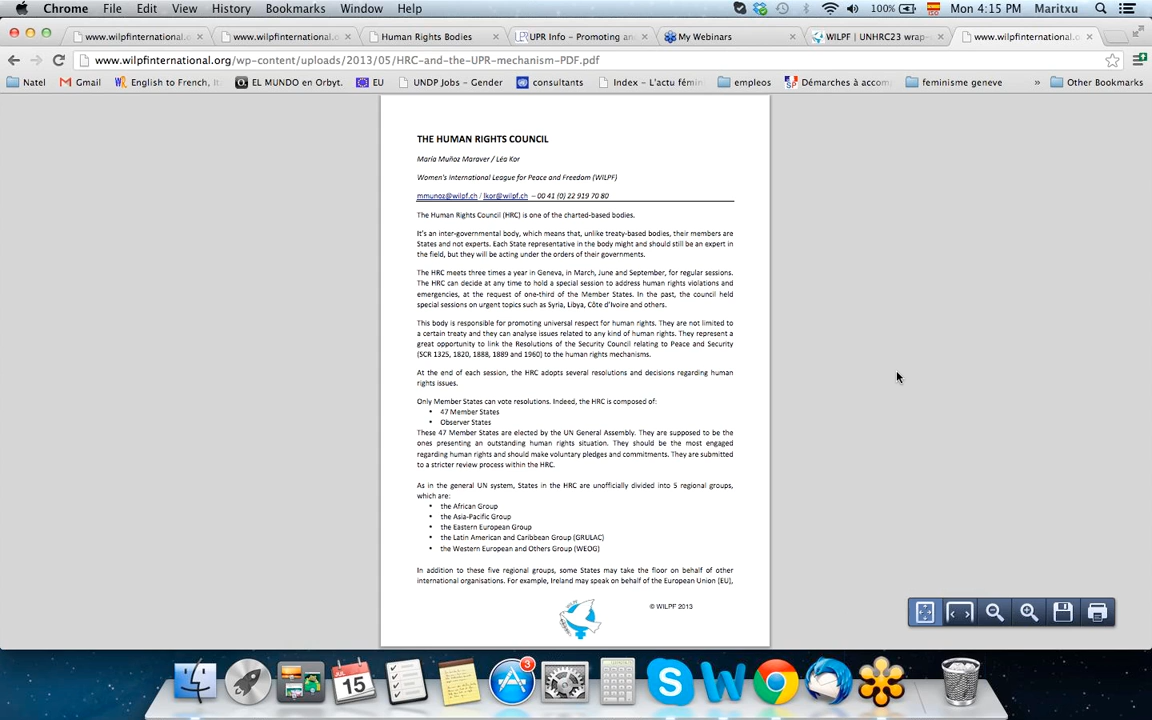 Chrome File Edit View History Bookmarks Window Help 100% Mon 4:15 PM Maritxu
www.wilpfinternational.o www.wilpfinternational.o Human Rights Bodies UPR Info – Promoting an My Webinars WILPF | UNHRC23 wrap- www.wilpfinternational.o
www.wilpfinternational.org/wp-content/uploads/2013/05/HRC-and-the-UPR-mechanism-PDF.pdf
Natel Gmail English to French, It. EL MUNDO en Orbyt. EU UNDP Jobs - Gender consultants Index - L'actu fémin empleos Démarches à accom feminisme geneve » Other Bookmarks
THE HUMAN RIGHTS COUNCIL
María Muñoz Maraver / Léa Kor
Women's International League for Peace and Freedom (WILPF)
mmunoz@wilpf.ch / lkor@wilpf.ch – 00 41 (0) 22 919 70 80
The Human Rights Council (HRC) is one of the charted-based bodies.
It's an inter-governmental body, which means that, unlike treaty-based bodies, their members are
States and not experts. Each State representative in the body might and should still be an expert in
the field, but they will be acting under the orders of their governments.
The HRC meets three times a year in Geneva, in March, June and September, for regular sessions.
The HRC can decide at any time to hold a special session to address human rights violations and
emergencies, at the request of one-third of the Member States. In the past, the council held
special sessions on urgent topics such as Syria, Libya, Côte d'Ivoire and others.
This body is responsible for promoting universal respect for human rights. They are not limited to
a certain treaty and they can analyse issues related to any kind of human rights. They represent a
great opportunity to link the Resolutions of the Security Council relating to Peace and Security
(SCR 1325, 1820, 1888, 1889 and 1960) to the human rights mechanisms.
At the end of each session, the HRC adopts several resolutions and decisions regarding human
rights issues.
Only Member States can vote resolutions. Indeed, the HRC is composed of:
• 47 Member States
• Observer States
These 47 Member States are elected by the UN General Assembly. They are supposed to be the
ones presenting an outstanding human rights situation. They should be the most engaged
regarding human rights and should make voluntary pledges and commitments. They are submitted
to a stricter review process within the HRC.
As in the general UN system, States in the HRC are unofficially divided into 5 regional groups,
which are:
• the African Group
• the Asia-Pacific Group
• the Eastern European Group
• the Latin American and Caribbean Group (GRULAC)
• the Western European and Others Group (WEOG)
In addition to these five regional groups, some States may take the floor on behalf of other
international organisations. For example, Ireland may speak on behalf of the European Union [EU],
© WILPF 2013
JUL 15
3